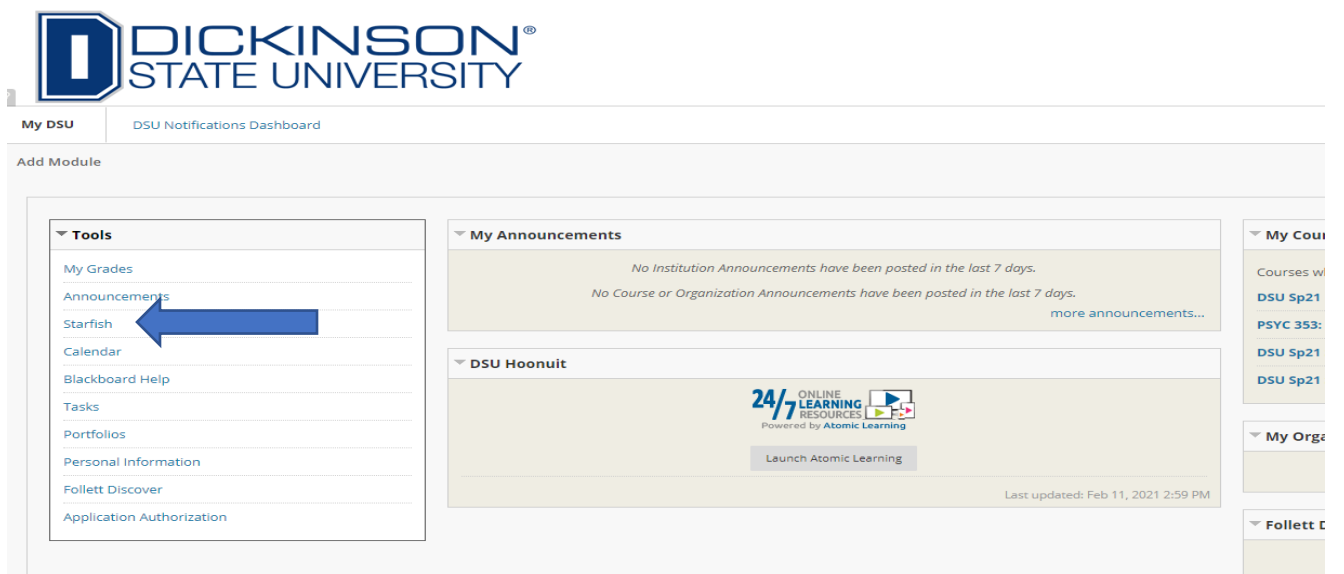 DICKINSON®
STATE UNIVERSITY
My DSU
DSU Notifications Dashboard
Add Module
Tools
My Grades
Announcements
Starfish
Calendar
Blackboard Help
Tasks
Portfolios
Personal Information
Follett Discover
Application Authorization
My Announcements
No Institution Announcements have been posted in the last 7 days.
No Course or Organization Announcements have been posted in the last 7 days.
more announcements...
DSU Hoonuit
24/7 ONLINE
LEARNING
RESOURCES
Powered by Atomic Learning
Launch Atomic Learning
Last updated: Feb 11, 2021 2:59 PM
My Cour
Courses w
DSU Sp21
PSYC 353:
DSU Sp21
DSU Sp21
My Orga
Follett D